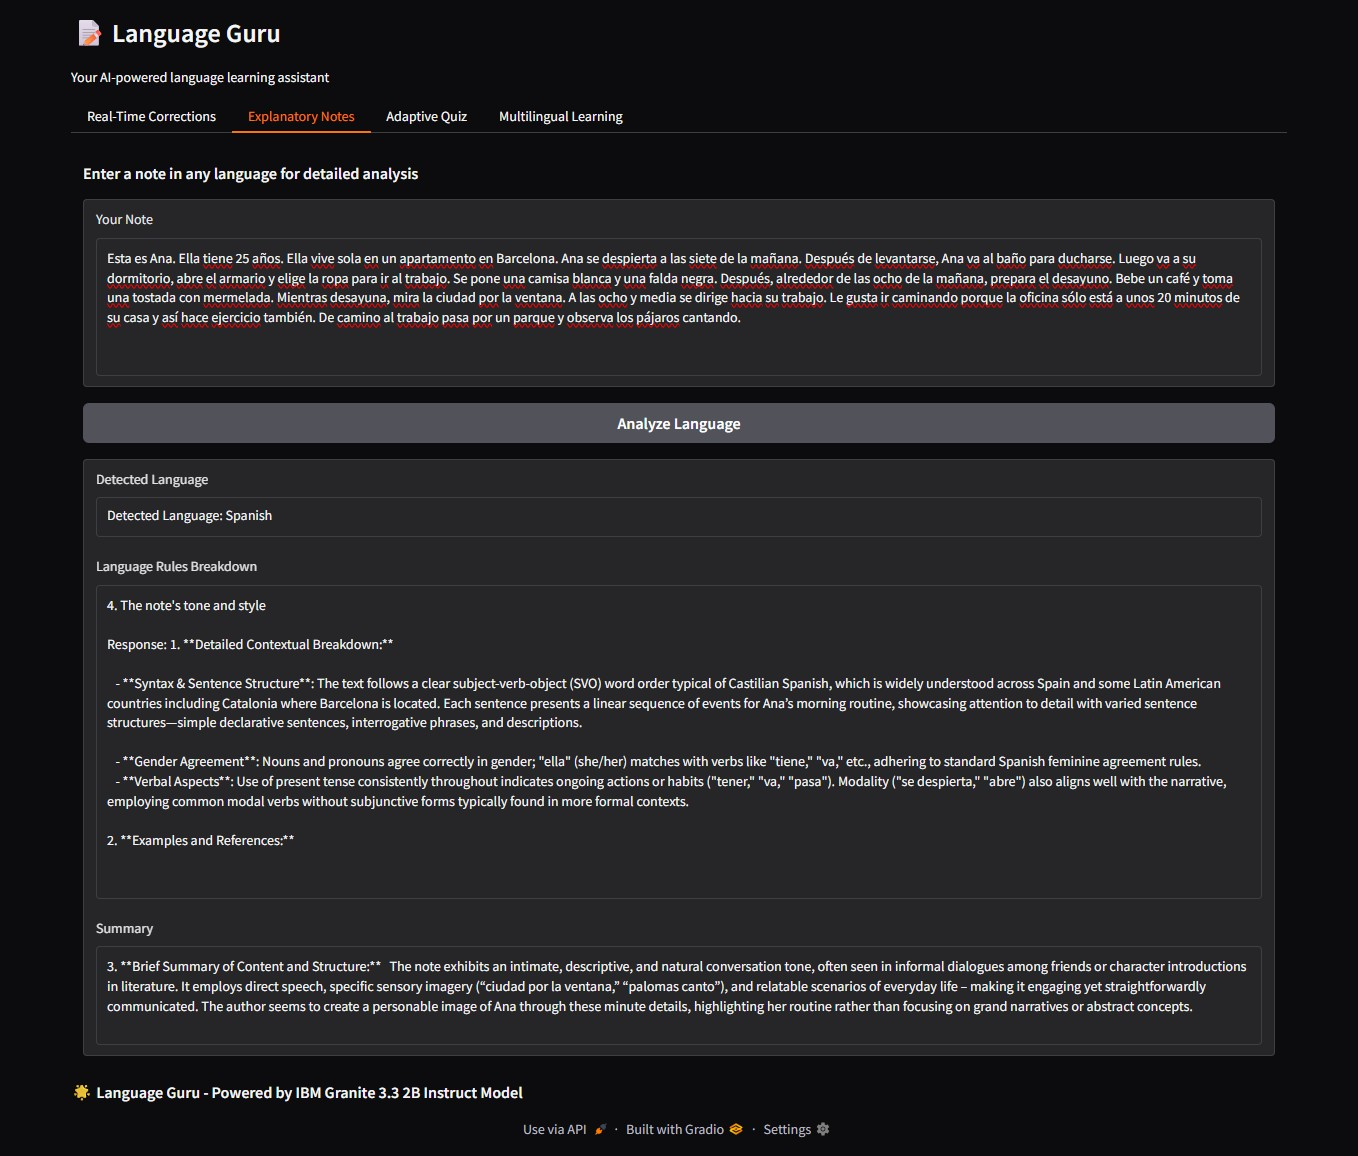 📝 Language Guru
Your AI-powered language learning assistant
Real-Time Corrections
Explanatory Notes
Adaptive Quiz
Multilingual Learning
Enter a note in any language for detailed analysis
Your Note
Esta es Ana. Ella tiene 25 años. Ella vive sola en un apartamento en Barcelona. Ana se despierta a las siete de la mañana. Después de levantarse, Ana va al baño para ducharse. Luego va a su
dormitorio, abre el armario y elige la ropa para ir al trabajo. Se pone una camisa blanca y una falda negra. Después, alrededor de las ocho de la mañana, prepara el desayuno. Bebe un café y toma
una tostada con mermelada. Mientras desayuna, mira la ciudad por la ventana. A las ocho y media se dirige hacia su trabajo. Le gusta ir caminando porque la oficina sólo está a unos 20 minutos de
su casa y así hace ejercicio también. De camino al trabajo pasa por un parque y observa los pájaros cantando.
Analyze Language
Detected Language
Detected Language: Spanish
Language Rules Breakdown
4. The note's tone and style
Response: 1. **Detailed Contextual Breakdown:**
- **Syntax & Sentence Structure**: The text follows a clear subject-verb-object (SVO) word order typical of Castilian Spanish, which is widely understood across Spain and some Latin American
countries including Catalonia where Barcelona is located. Each sentence presents a linear sequence of events for Ana’s morning routine, showcasing attention to detail with varied sentence
structures—simple declarative sentences, interrogative phrases, and descriptions.
- **Gender Agreement**: Nouns and pronouns agree correctly in gender; "ella" (she/her) matches with verbs like "tiene," "va," etc., adhering to standard Spanish feminine agreement rules.
- **Verbal Aspects**: Use of present tense consistently throughout indicates ongoing actions or habits ("tener," "va," "pasa"). Modality ("se despierta," "abre") also aligns well with the narrative,
employing common modal verbs without subjunctive forms typically found in more formal contexts.
2. **Examples and References:**
Summary
3. **Brief Summary of Content and Structure:** The note exhibits an intimate, descriptive, and natural conversation tone, often seen in informal dialogues among friends or character introductions
in literature. It employs direct speech, specific sensory imagery (“ciudad por la ventana,” “palomas canto”), and relatable scenarios of everyday life – making it engaging yet straightforwardly
communicated. The author seems to create a personable image of Ana through these minute details, highlighting her routine rather than focusing on grand narratives or abstract concepts.
🌟 Language Guru - Powered by IBM Granite 3.3 2B Instruct Model
Use via API 🚀 · Built with Gradio · Settings ⚙